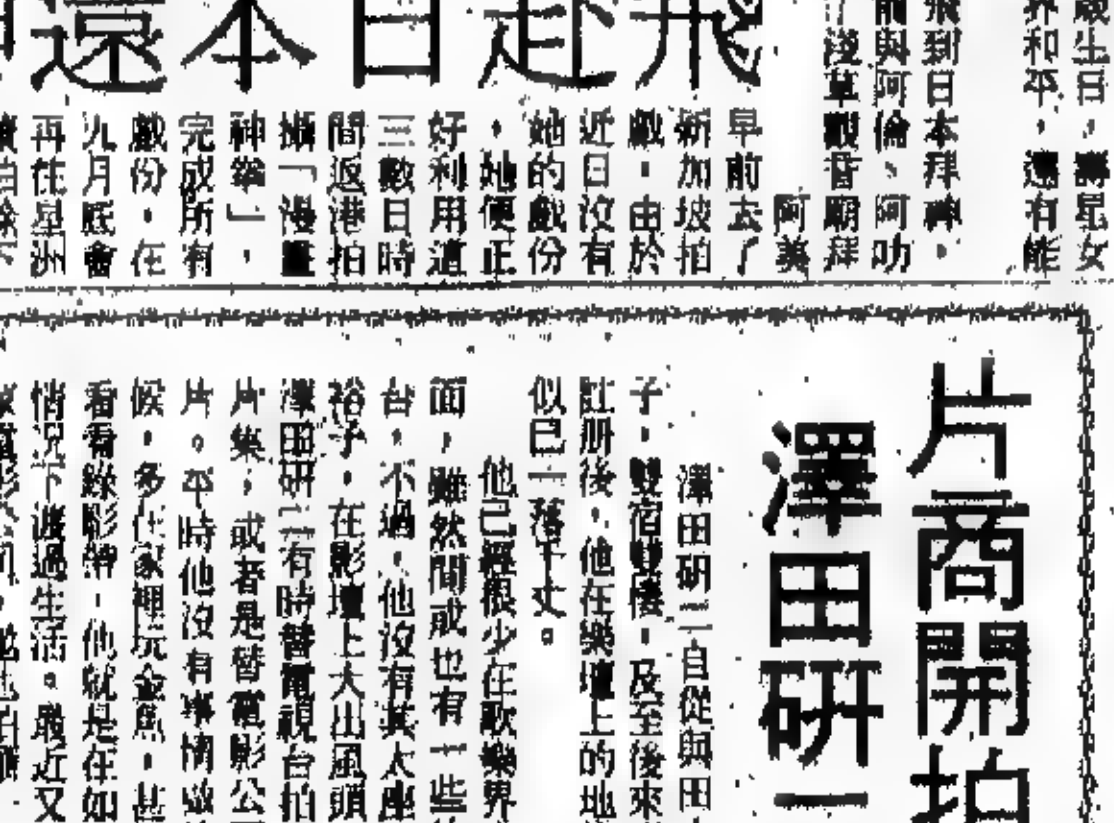 飛赴日本還
歲生日，壽星女
界和平，還有能
飛到日本拜神，
前與阿倫、阿叻
淺草觀音廟拜
阿美
早前去了
新加坡拍
戲，由於
近日沒有
她的戲份
，她便正
好利用這
三數日時
間返港拍
攝「漫畫
神拳」，
完成所有
戲份，在
九月底會
再往星洲
片商開拍
澤田研二
澤田研二自從與田
子，雙宿雙棲，及至後來
註册後，他在樂壇上的地
似已一落千丈。
他已經很少在歌樂界
面，雖然間或也有一些
台，不過，他沒有其太座
裕子，在影壇上大出風頭
澤田研二有時替電視台拍
片集，或者是替電影公
片。平時他沒有事情做
候，多在家裡玩金魚，甚
看看錄影帶，他就是在如
情况下渡過生活。最近又